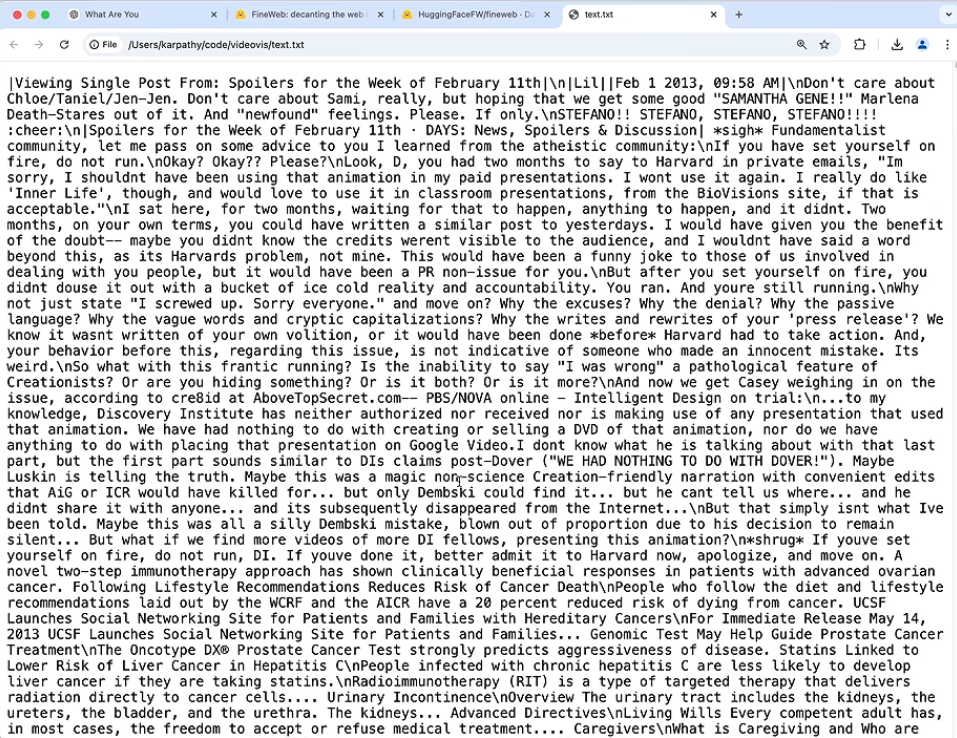 What Are You
FineWeb: decanting the web
HuggingFaceFW/fineweb · Da
text.txt
File /Users/karpathy/code/videovis/text.txt
|Viewing Single Post From: Spoilers for the Week of February 11th|\n|Lil||Feb 1 2013, 09:58 AM|\nDon't care about
Chloe/Taniel/Jen-Jen. Don't care about Sami, really, but hoping that we get some good "SAMANTHA GENE!!" Marlena
Death-Stares out of it. And "newfound" feelings. Please. If only.\nSTEFANO!! STEFANO, STEFANO, STEFANO!!!!
:cheer:\n|Spoilers for the Week of February 11th · DAYS: News, Spoilers & Discussion| *sigh* Fundamentalist
community, let me pass on some advice to you I learned from the atheistic community:\nIf you have set yourself on
fire, do not run.\nOkay? Okay?? Please?\nLook, D, you had two months to say to Harvard in private emails, "Im
sorry, I shouldnt have been using that animation in my paid presentations. I wont use it again. I really do like
'Inner Life', though, and would love to use it in classroom presentations, from the BioVisions site, if that is
acceptable."\nI sat here, for two months, waiting for that to happen, anything to happen, and it didnt. Two
months, on your own terms, you could have written a similar post to yesterdays. I would have given you the benefit
of the doubt-- maybe you didnt know the credits werent visible to the audience, and I wouldnt have said a word
beyond this, as its Harvards problem, not mine. This would have been a funny joke to those of us involved in
dealing with you people, but it would have been a PR non-issue for you.\nBut after you set yourself on fire, you
didnt douse it out with a bucket of ice cold reality and accountability. You ran. And youre still running.\nWhy
not just state "I screwed up. Sorry everyone." and move on? Why the excuses? Why the denial? Why the passive
language? Why the vague words and cryptic capitalizations? Why the writes and rewrites of your 'press release'? We
know it wasnt written of your own volition, or it would have been done *before* Harvard had to take action. And,
your behavior before this, regarding this issue, is not indicative of someone who made an innocent mistake. Its
weird.\nSo what with this frantic running? Is the inability to say "I was wrong" a pathological feature of
Creationists? Or are you hiding something? Or is it both? Or is it more?\nAnd now we get Casey weighing in on the
issue, according to cre8id at AboveTopSecret.com-- PBS/NOVA online - Intelligent Design on trial:\n...to my
knowledge, Discovery Institute has neither authorized nor received nor is making use of any presentation that used
that animation. We have had nothing to do with creating or selling a DVD of that animation, nor do we have
anything to do with placing that presentation on Google Video.I dont know what he is talking about with that last
part, but the first part sounds similar to DIs claims post-Dover ("WE HAD NOTHING TO DO WITH DOVER!"). Maybe
Luskin is telling the truth. Maybe this was a magic non-science Creation-friendly narration with convenient edits
that AiG or ICR would have killed for... but only Dembski could find it... but he cant tell us where... and he
didnt share it with anyone... and its subsequently disappeared from the Internet...\nBut that simply isnt what Ive
been told. Maybe this was all a silly Dembski mistake, blown out of proportion due to his decision to remain
silent... But what if we find more videos of more DI fellows, presenting this animation?\n*shrug* If youve set
yourself on fire, do not run, DI. If youve done it, better admit it to Harvard now, apologize, and move on. A
novel two-step immunotherapy approach has shown clinically beneficial responses in patients with advanced ovarian
cancer. Following Lifestyle Recommendations Reduces Risk of Cancer Death\nPeople who follow the diet and lifestyle
recommendations laid out by the WCRF and the AICR have a 20 percent reduced risk of dying from cancer. UCSF
Launches Social Networking Site for Patients and Families with Hereditary Cancers\nFor Immediate Release May 14,
2013 UCSF Launches Social Networking Site for Patients and Families... Genomic Test May Help Guide Prostate Cancer
Treatment\nThe Oncotype DX® Prostate Cancer Test strongly predicts aggressiveness of disease. Statins Linked to
Lower Risk of Liver Cancer in Hepatitis C\nPeople infected with chronic hepatitis C are less likely to develop
liver cancer if they are taking statins.\nRadioimmunotherapy (RIT) is a type of targeted therapy that delivers
radiation directly to cancer cells.... Urinary Incontinence\nOverview The urinary tract includes the kidneys, the
ureters, the bladder, and the urethra. The kidneys... Advanced Directives\nLiving Wills Every competent adult has,
in most cases, the freedom to accept or refuse medical treatment.... Caregivers\nWhat is Caregiving and Who are